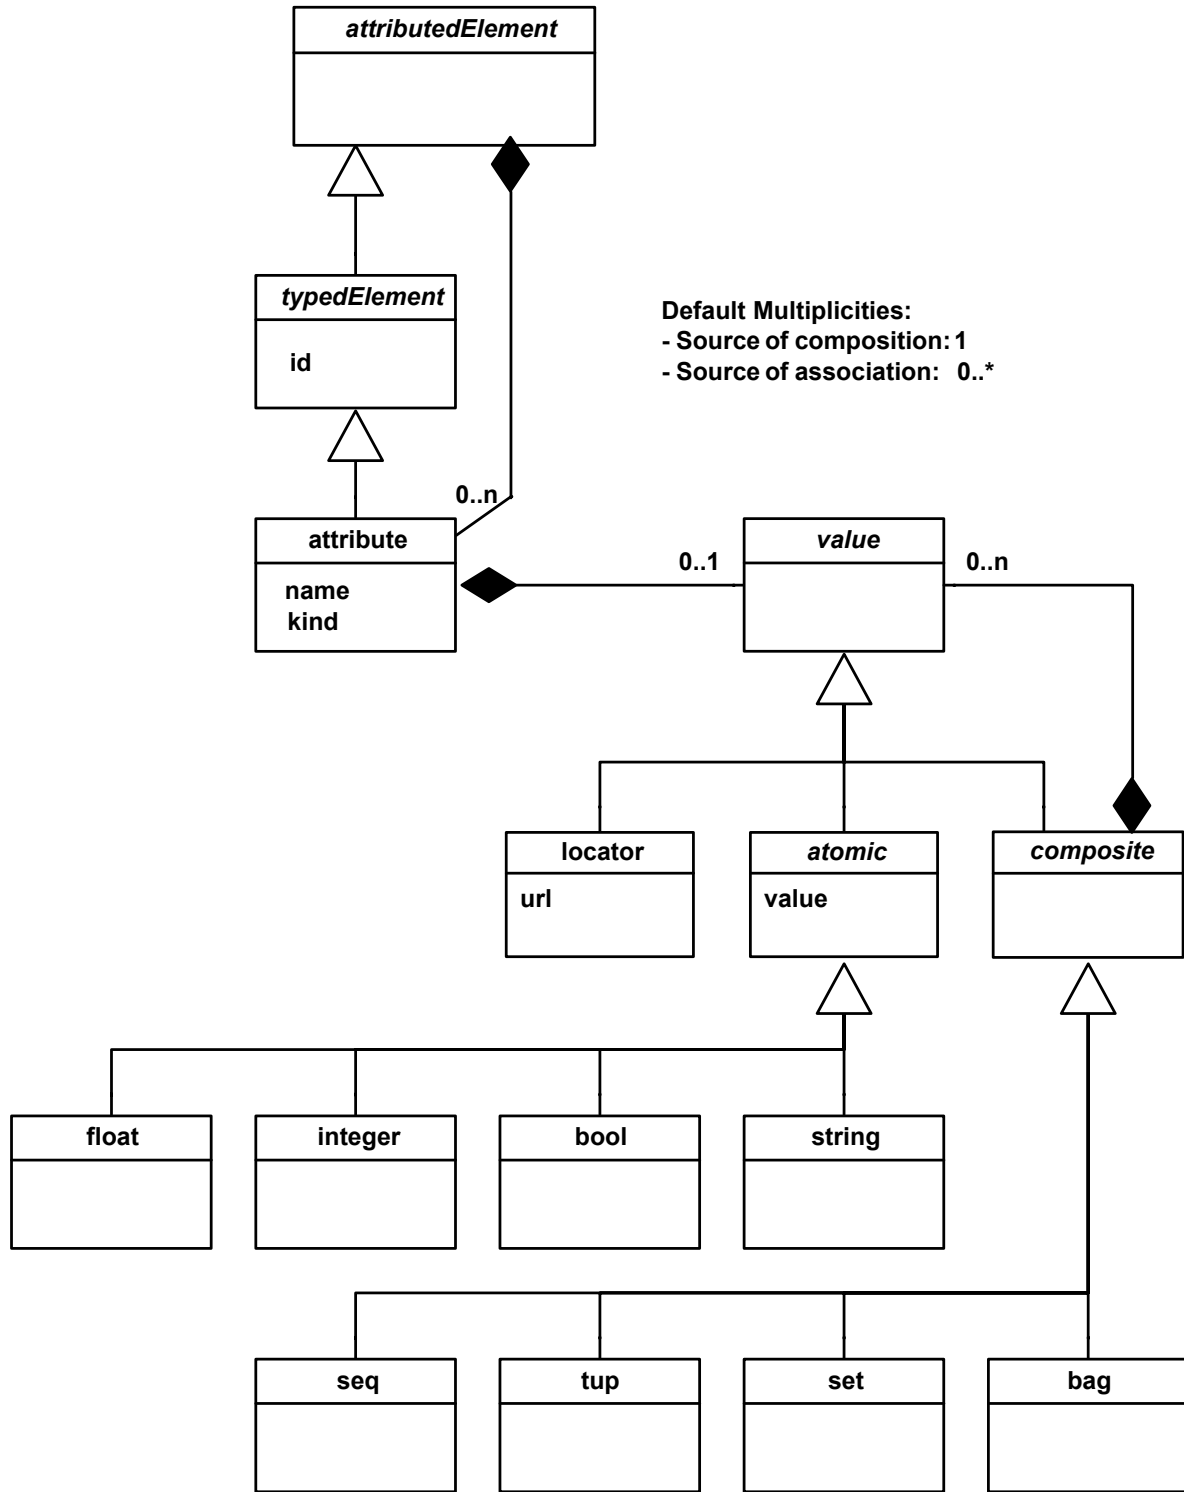 attributedElement
typedElement
id
Default Multiplicities:
- Source of composition: 1
- Source of association: 0..*
0..n
attribute
name
kind
0..1
value
0..n
locator
url
atomic
value
composite
float
integer
bool
string
seq
tup
set
bag